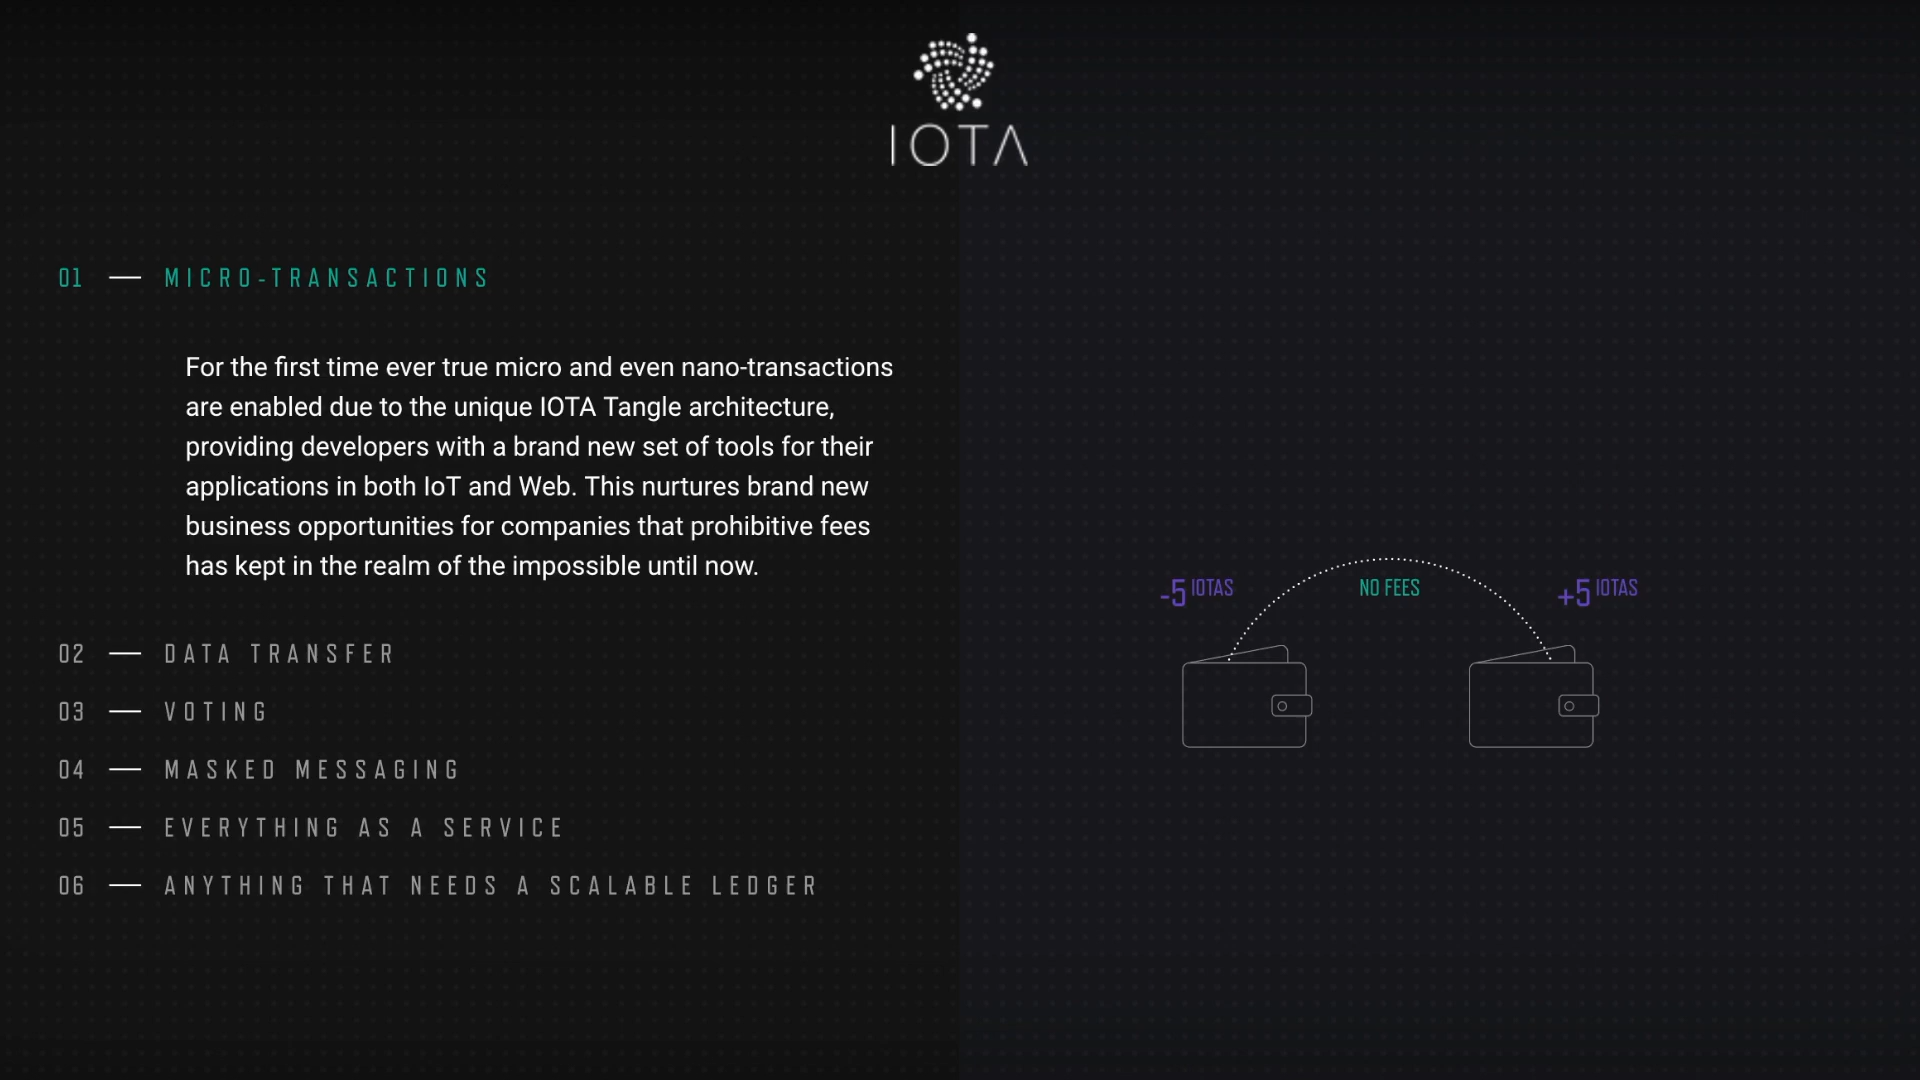 IOTA
01 — MICRO-TRANSACTIONS
For the first time ever true micro and even nano-transactions
are enabled due to the unique IOTA Tangle architecture,
providing developers with a brand new set of tools for their
applications in both IoT and Web. This nurtures brand new
business opportunities for companies that prohibitive fees
has kept in the realm of the impossible until now.
02 — DATA TRANSFER
03 — VOTING
04 — MASKED MESSAGING
05 — EVERYTHING AS A SERVICE
06 — ANYTHING THAT NEEDS A SCALABLE LEDGER
-5 IOTAS
NO FEES
+5 IOTAS